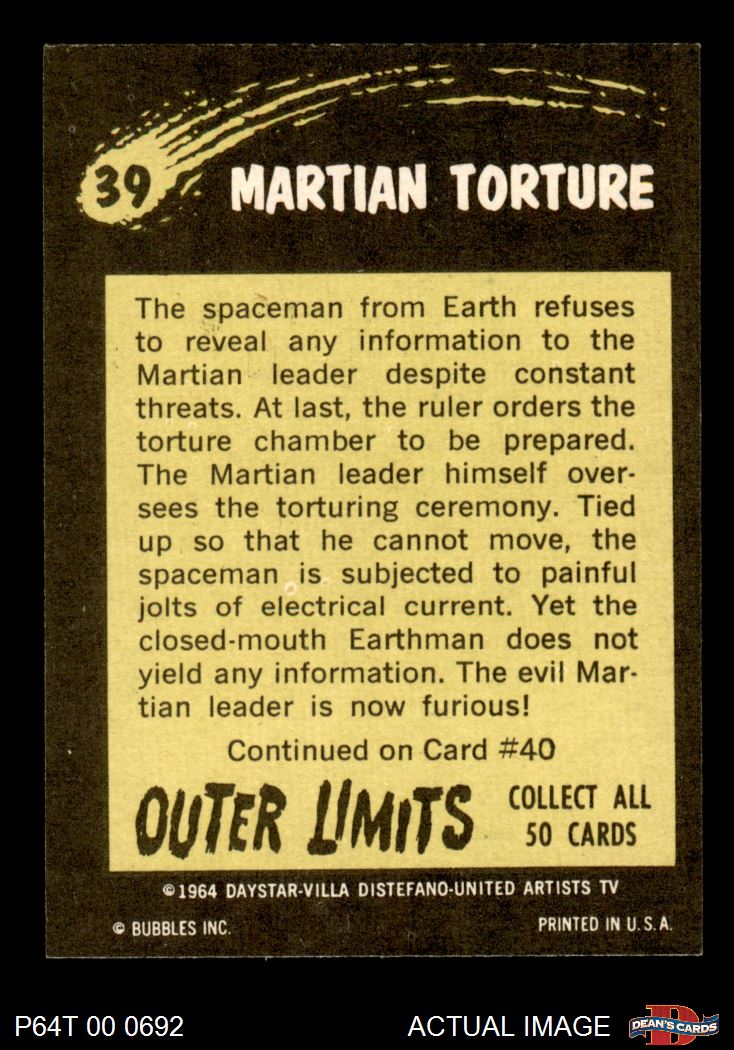 39 MARTIAN TORTURE
The spaceman from Earth refuses
to reveal any information to the
Martian leader despite constant
threats. At last, the ruler orders the
torture chamber to be prepared.
The Martian leader himself over-
sees the torturing ceremony. Tied
up so that he cannot move, the
spaceman is subjected to painful
jolts of electrical current. Yet the
closed-mouth Earthman does not
yield any information. The evil Mar-
tian leader is now furious!
Continued on Card #40
OUTER LIMITS COLLECT ALL
50 CARDS
©1964 DAYSTAR-VILLA DISTEFANO-UNITED ARTISTS TV
© BUBBLES INC. PRINTED IN U.S.A.
P64T 00 0692 ACTUAL IMAGE D DEAN'S CARDS